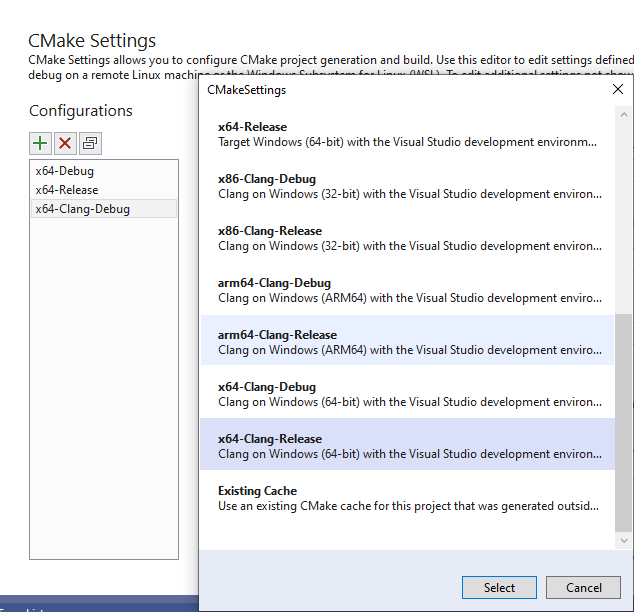 CMake Settings
CMake Settings allows you to configure CMake project generation and build. Use this editor to edit settings defined
debug on a remote Linux machine or the Windows Subsystem for Linux (WSL). To edit additional settings not show
CMakeSettings
Configurations
x64-Debug
x64-Release
x64-Clang-Debug
x64-Release
Target Windows (64-bit) with the Visual Studio development environm...
x86-Clang-Debug
Clang on Windows (32-bit) with the Visual Studio development enviro...
x86-Clang-Release
Clang on Windows (32-bit) with the Visual Studio development enviro...
arm64-Clang-Debug
Clang on Windows (ARM64) with the Visual Studio development enviro...
arm64-Clang-Release
Clang on Windows (ARM64) with the Visual Studio development enviro...
x64-Clang-Debug
Clang on Windows (64-bit) with the Visual Studio development enviro...
x64-Clang-Release
Clang on Windows (64-bit) with the Visual Studio development environ...
Existing Cache
Use an existing CMake cache for this project that was generated outsid...
Select
Cancel